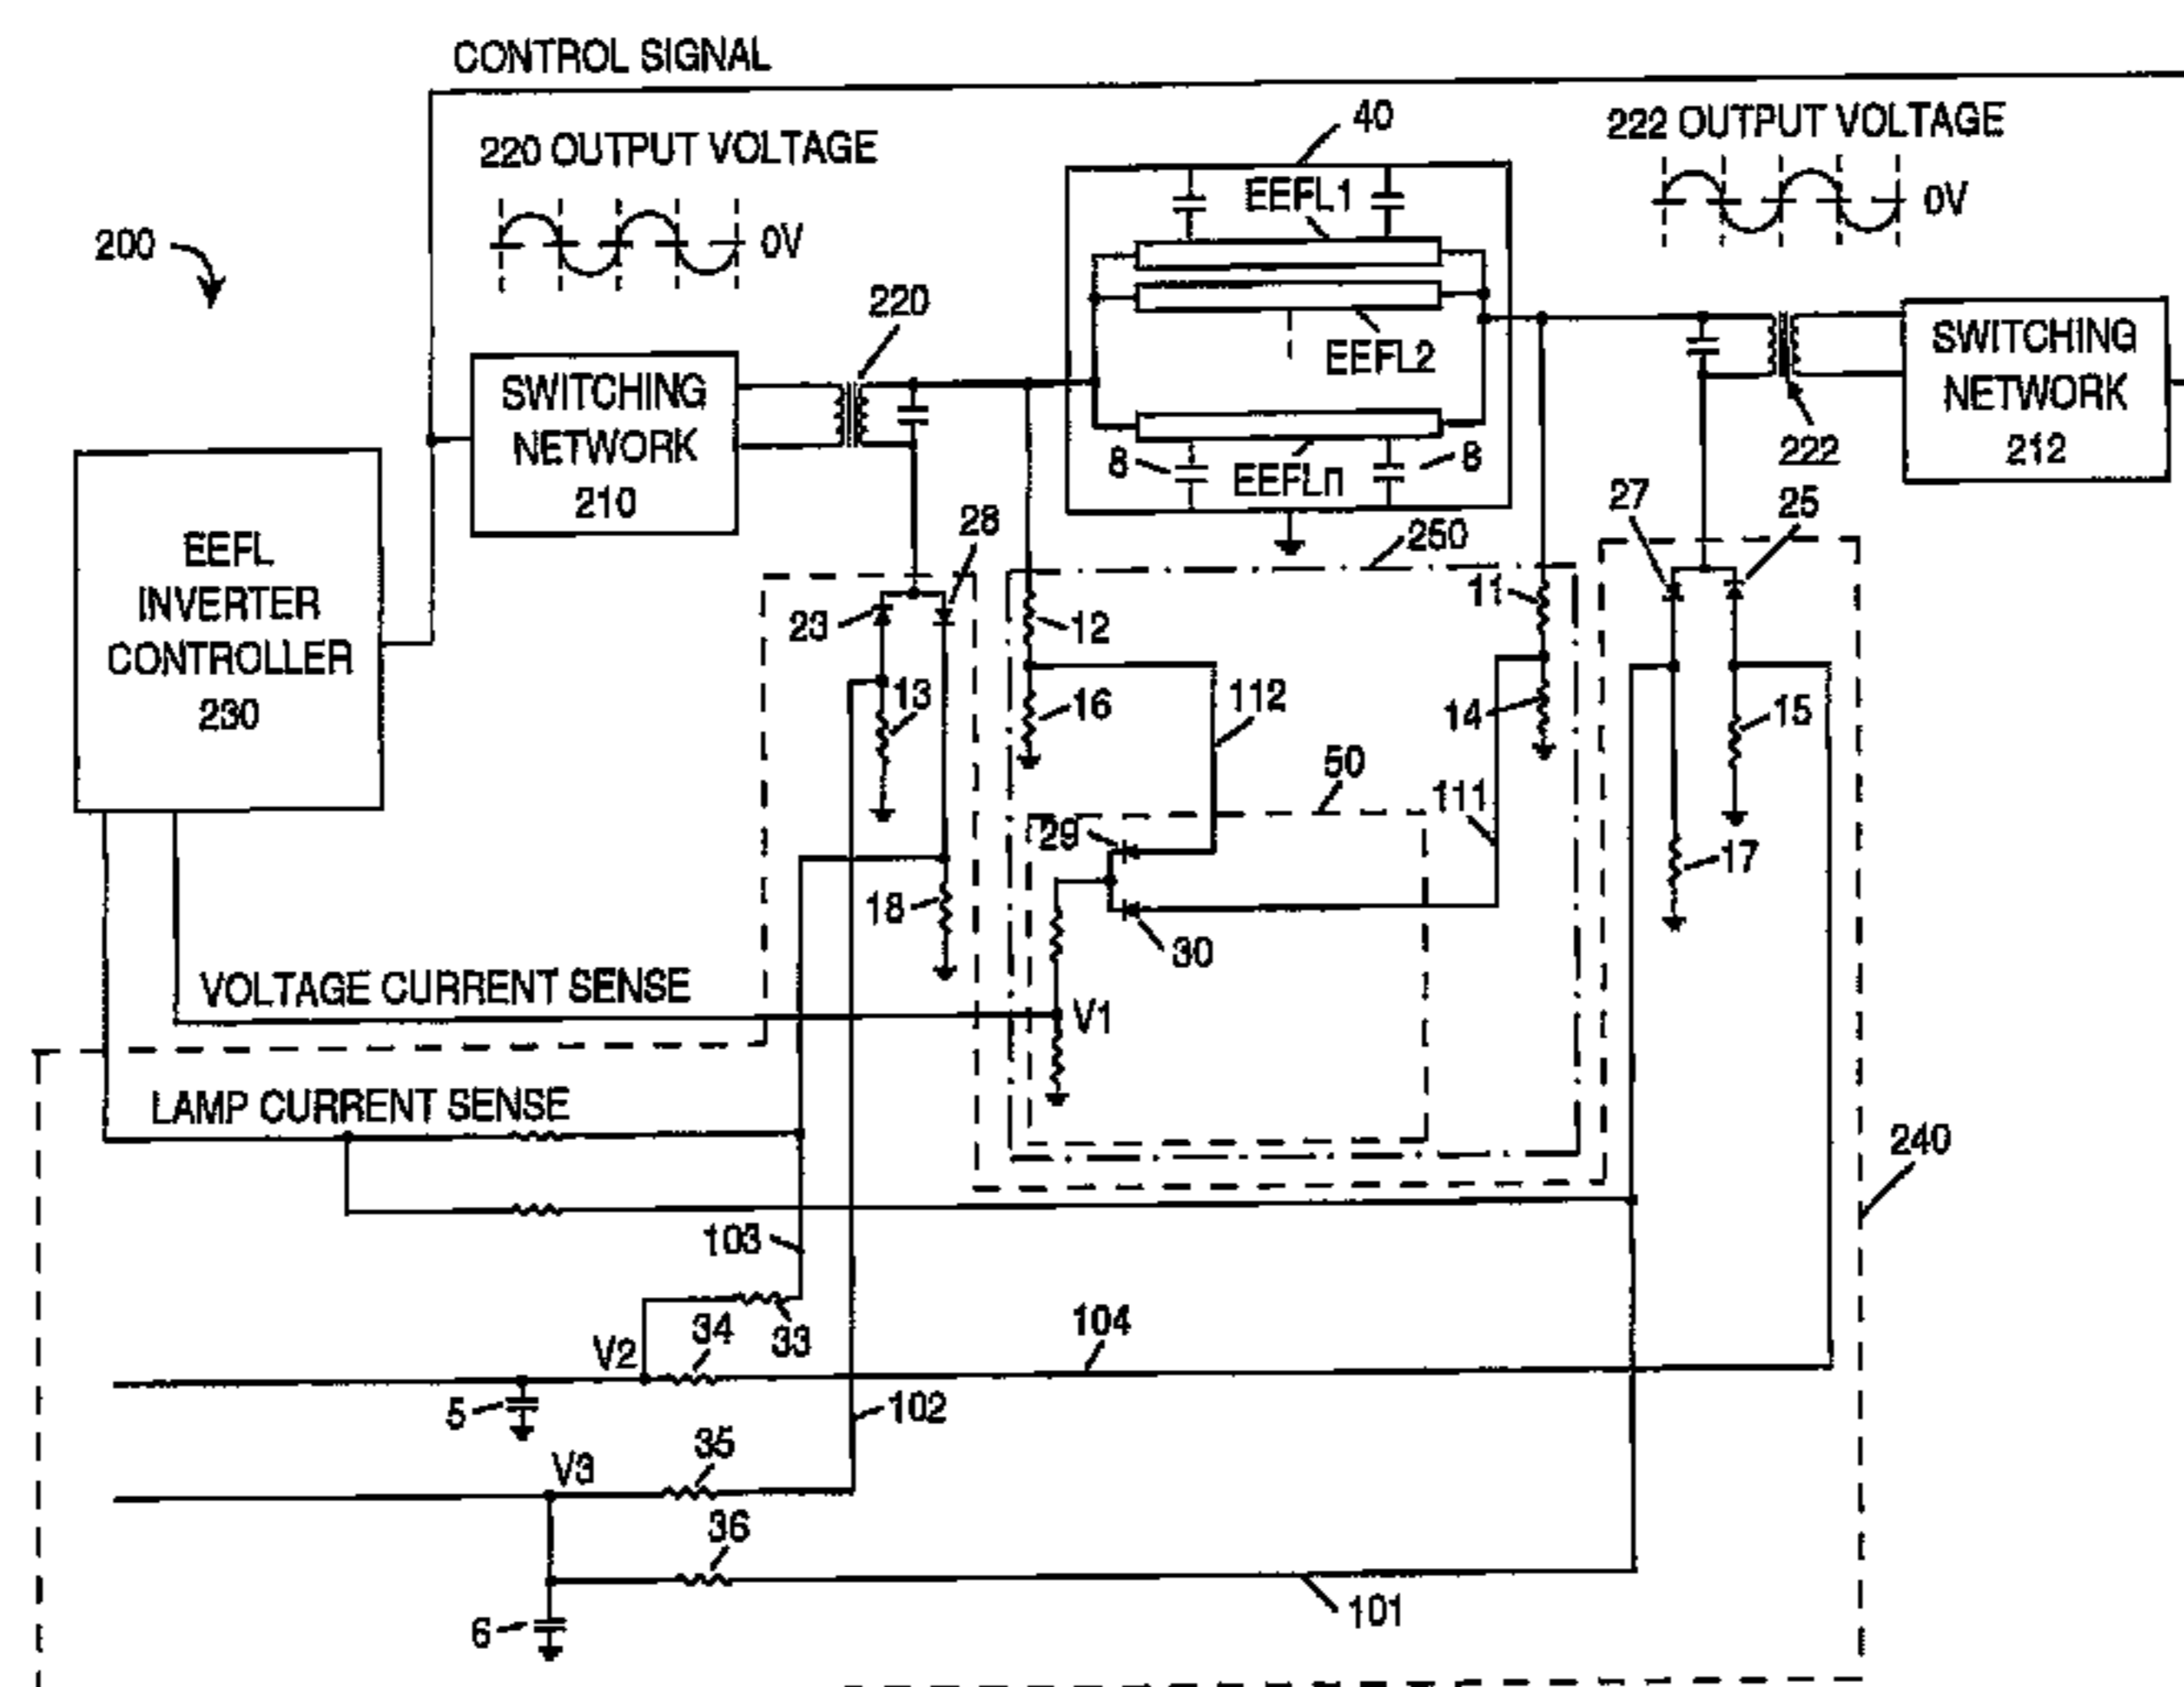 CONTROL SIGNAL
220 OUTPUT VOLTAGE
0V
222 OUTPUT VOLTAGE
0V
200
40
EEFL1
EEFL2
EEFLn
8
8
220
222
SWITCHING
NETWORK
210
SWITCHING
NETWORK
212
EEFL
INVERTER
CONTROLLER
230
28
23
13
18
250
12
16
112
11
14
111
50
29
30
V1
27
25
15
17
VOLTAGE CURRENT SENSE
LAMP CURRENT SENSE
240
103
33
34
V2
104
5
102
35
V3
36
6
101